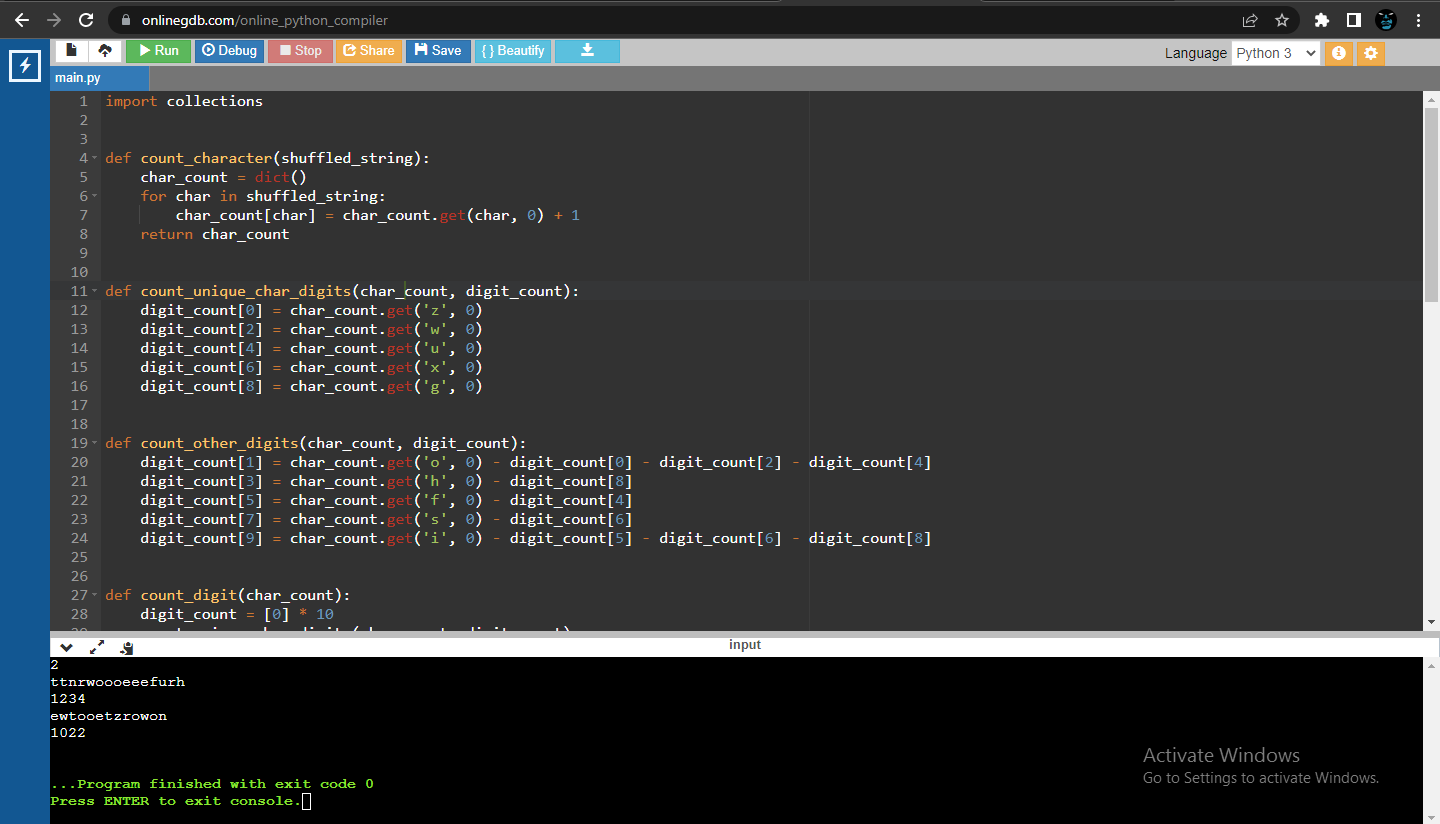 onlinegdb.com/online_python_compiler
Run Debug Stop Share Save { } Beautify
Language Python 3
main.py
1 import collections
2
3
4 def count_character(shuffled_string):
5 char_count = dict()
6 for char in shuffled_string:
7 char_count[char] = char_count.get(char, 0) + 1
8 return char_count
9
10
11 def count_unique_char_digits(char_count, digit_count):
12 digit_count[0] = char_count.get('z', 0)
13 digit_count[2] = char_count.get('w', 0)
14 digit_count[4] = char_count.get('u', 0)
15 digit_count[6] = char_count.get('x', 0)
16 digit_count[8] = char_count.get('g', 0)
17
18
19 def count_other_digits(char_count, digit_count):
20 digit_count[1] = char_count.get('o', 0) - digit_count[0] - digit_count[2] - digit_count[4]
21 digit_count[3] = char_count.get('h', 0) - digit_count[8]
22 digit_count[5] = char_count.get('f', 0) - digit_count[4]
23 digit_count[7] = char_count.get('s', 0) - digit_count[6]
24 digit_count[9] = char_count.get('i', 0) - digit_count[5] - digit_count[6] - digit_count[8]
25
26
27 def count_digit(char_count):
28 digit_count = [0] * 10
input
2
ttnrwoooeeefurh
1234
ewtooetzrowon
1022
...Program finished with exit code 0
Press ENTER to exit console.
Activate Windows
Go to Settings to activate Windows.